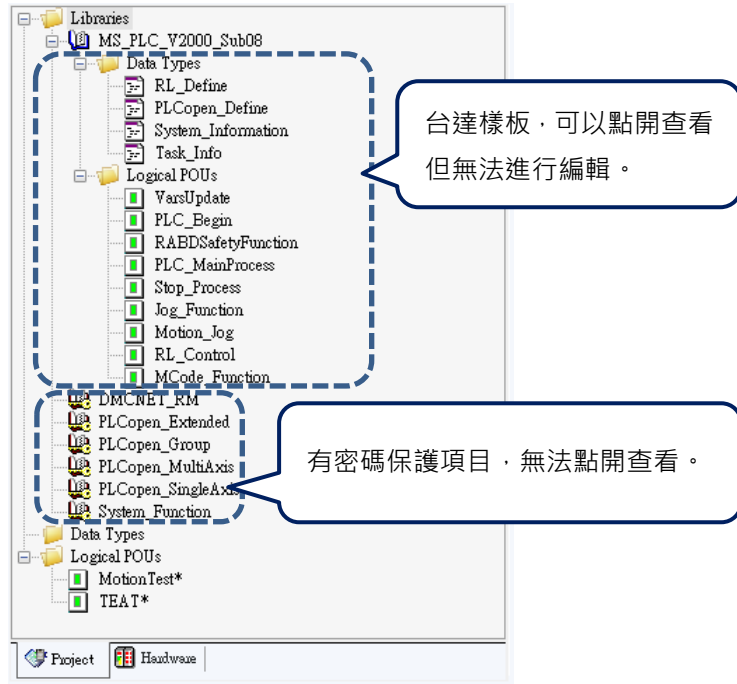 Libraries
MS_PLC_V2000_Sub08
Data Types
RL_Define
PLCopen_Define
System_Information
Task_Info
Logical POUs
VarsUpdate
PLC_Begin
RABDSafetyFunction
PLC_MainProcess
Stop_Process
Jog_Function
Motion_Jog
RL_Control
MCode_Function
台達樣板，可以點開查看
但無法進行編輯。
DMCNET_RM
PLCopen_Extended
PLCopen_Group
PLCopen_MultiAxis
PLCopen_SingleAxis
System_Function
有密碼保護項目，無法點開查看。
Data Types
Logical POUs
MotionTest*
TEAT*
Project
Hardware